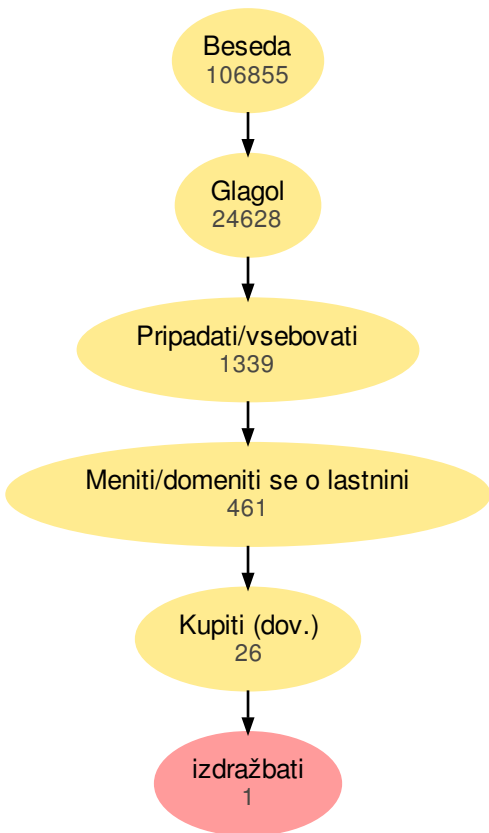 Beseda
106855
Glagol
24628
Pripadati/vsebovati
1339
Meniti/domeniti se o lastnini
461
Kupiti (dov.)
26
izdražbati
1